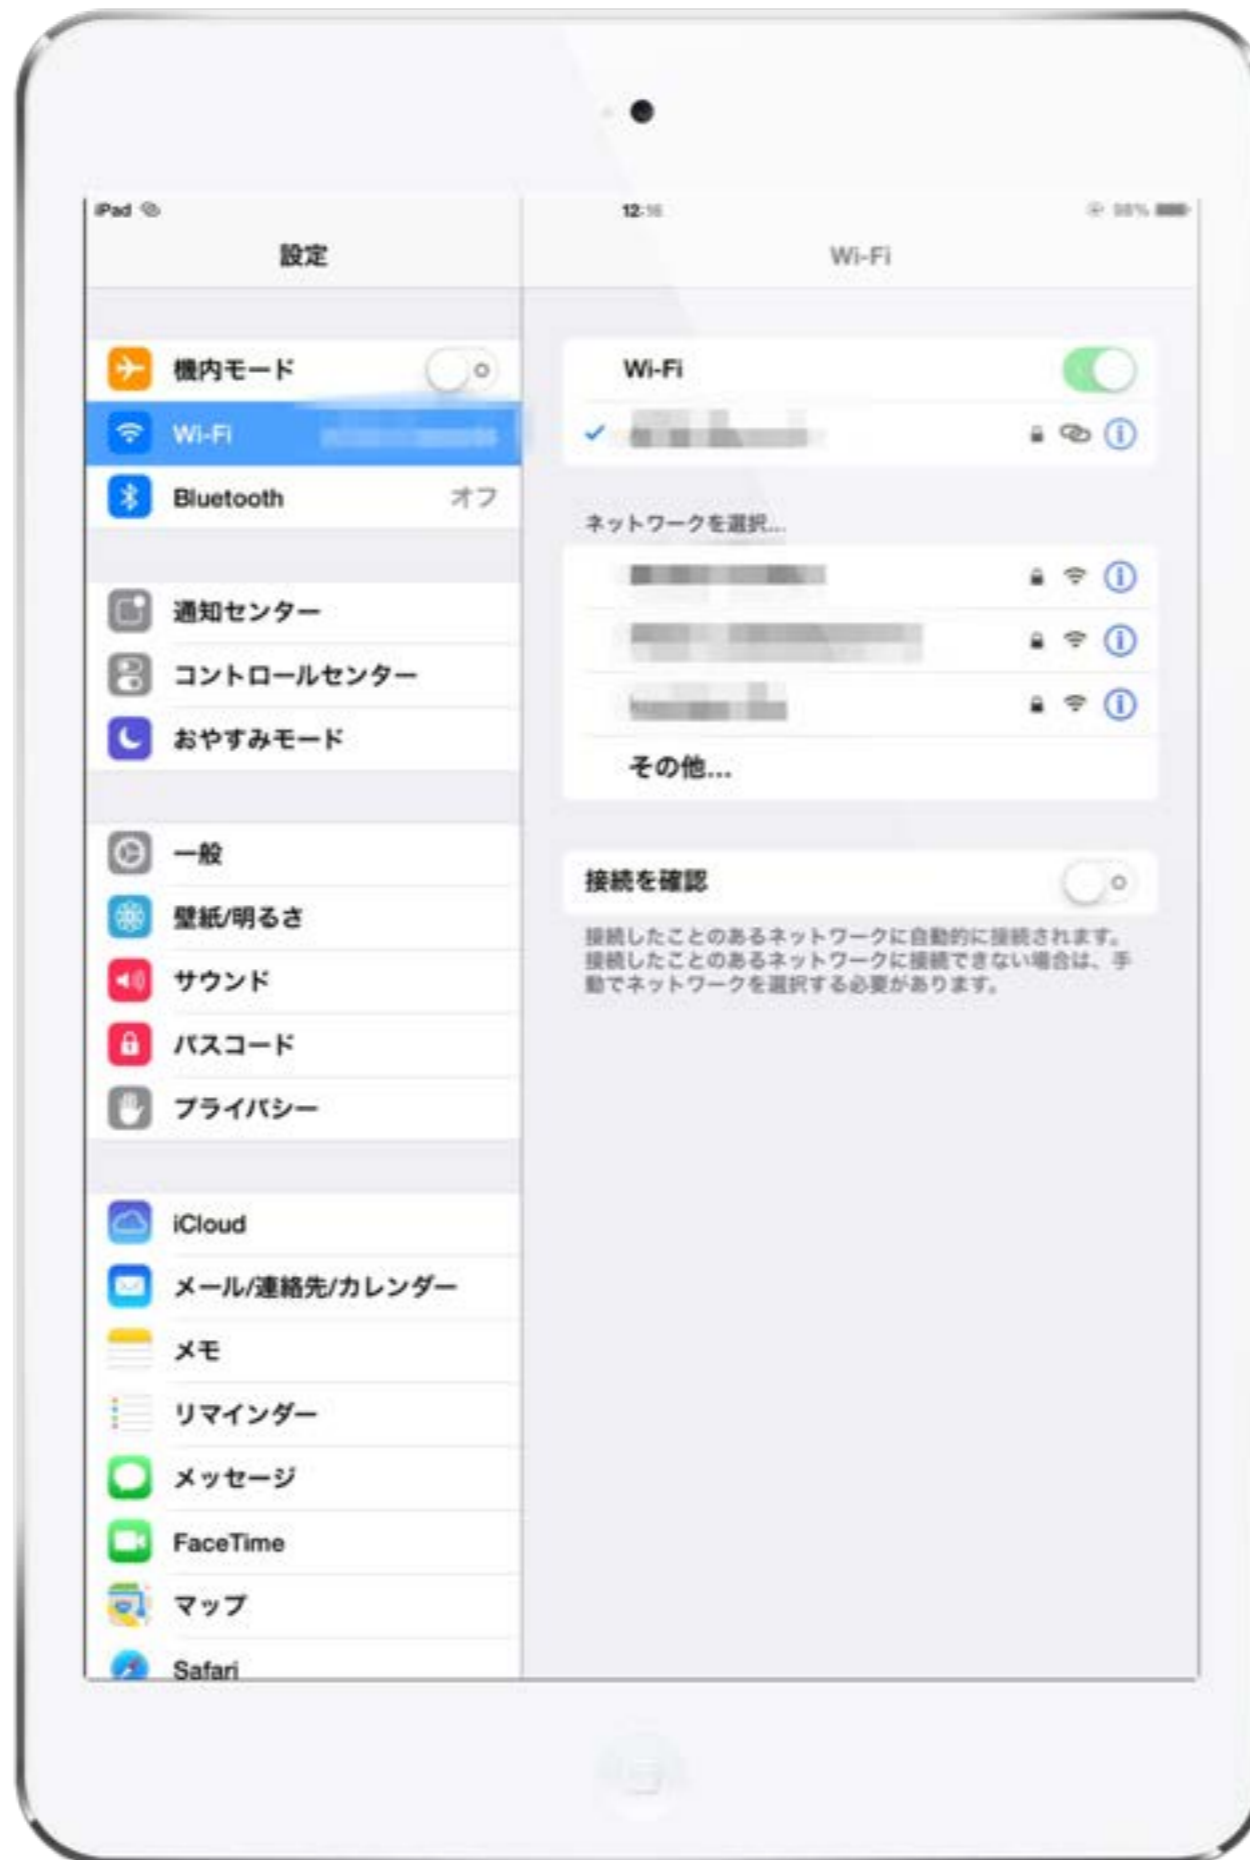 iPad
12:16
98%
設定
Wi-Fi
機内モード
Wi-Fi
Bluetooth
オフ
通知センター
コントロールセンター
おやすみモード
一般
壁紙/明るさ
サウンド
パスコード
プライバシー
iCloud
メール/連絡先/カレンダー
メモ
リマインダー
メッセージ
FaceTime
マップ
Safari
Wi-Fi
ネットワークを選択...
その他...
接続を確認
接続したことのあるネットワークに自動的に接続されます。
接続したことのあるネットワークに接続できない場合は、手
動でネットワークを選択する必要があります。